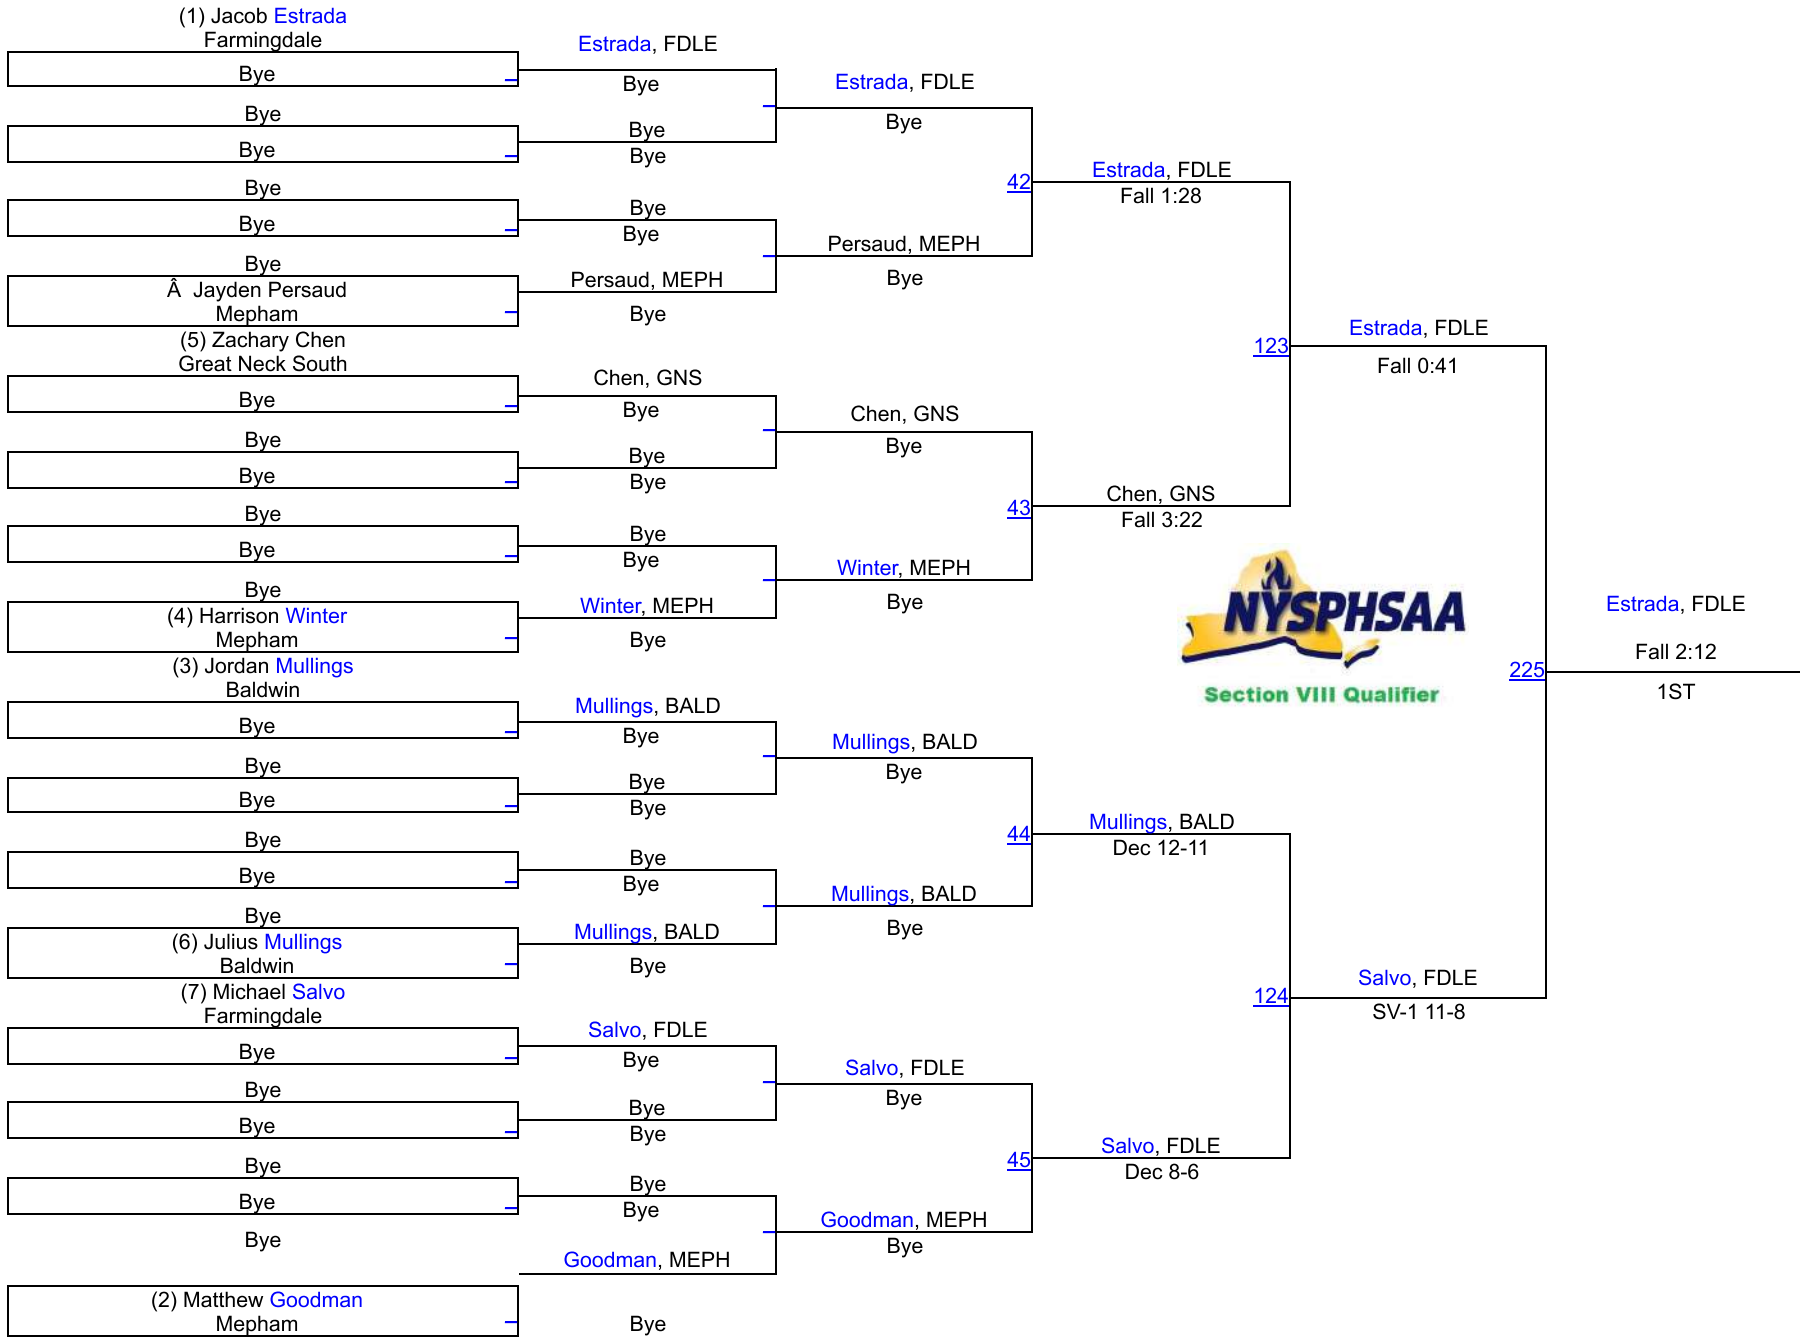 (1) Jacob Estrada
Farmingdale
Bye
Bye
Bye
Bye
Bye
Bye
Â Jayden Persaud
Mepham
(5) Zachary Chen
Great Neck South
Bye
Bye
Bye
Bye
Bye
Bye
(4) Harrison Winter
Mepham
(3) Jordan Mullings
Baldwin
Bye
Bye
Bye
Bye
Bye
Bye
(6) Julius Mullings
Baldwin
(7) Michael Salvo
Farmingdale
Bye
Bye
Bye
Bye
Bye
Bye
(2) Matthew Goodman
Mepham
Estrada, FDLE
Bye
Bye
Bye
Bye
Bye
Persaud, MEPH
Bye
Chen, GNS
Bye
Bye
Bye
Bye
Bye
Winter, MEPH
Bye
Mullings, BALD
Bye
Bye
Bye
Bye
Bye
Mullings, BALD
Bye
Salvo, FDLE
Bye
Bye
Bye
Bye
Bye
Goodman, MEPH
Bye
Estrada, FDLE
Bye
42
Persaud, MEPH
Bye
Chen, GNS
Bye
43
Winter, MEPH
Bye
Mullings, BALD
Bye
44
Mullings, BALD
Bye
Salvo, FDLE
Bye
45
Goodman, MEPH
Bye
Estrada, FDLE
Fall 1:28
123
Chen, GNS
Fall 3:22
Mullings, BALD
Dec 12-11
124
Salvo, FDLE
Dec 8-6
Estrada, FDLE
Fall 0:41
NYSPHSAA
Section VIII Qualifier
225
Salvo, FDLE
SV-1 11-8
Estrada, FDLE
Fall 2:12
1ST